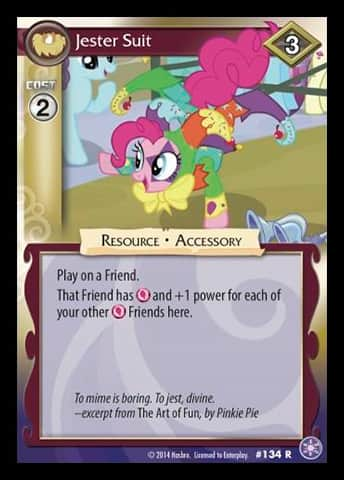 Jester Suit
3
COST
2
RESOURCE • ACCESSORY
Play on a Friend.
That Friend has and +1 power for each of
your other Friends here.
To mime is boring. To jest, divine.
–excerpt from The Art of Fun, by Pinkie Pie
© 2014 Hasbro. Licensed to Enterplay. #134 R